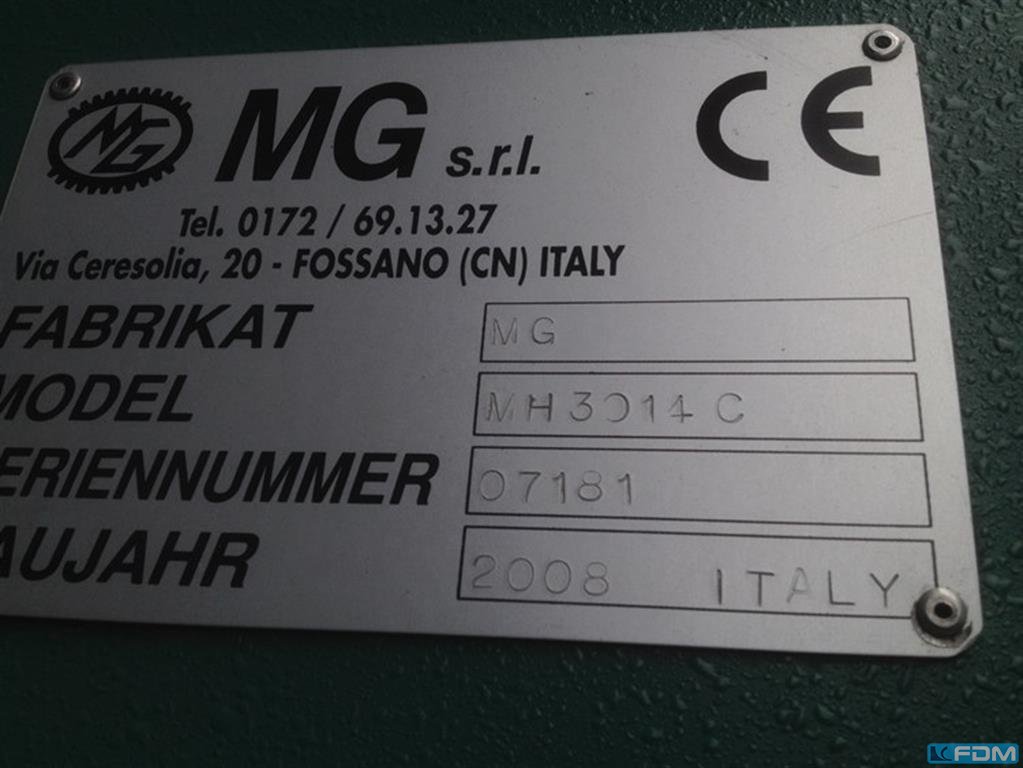 MG MG s.r.l. CE
Tel. 0172 / 69.13.27
Via Ceresolia, 20 - FOSSANO (CN) ITALY
FABRIKAT MG
MODEL MH3014 C
ERIENNUMMER 07181
AUJAHR 2008 ITALY
FDM